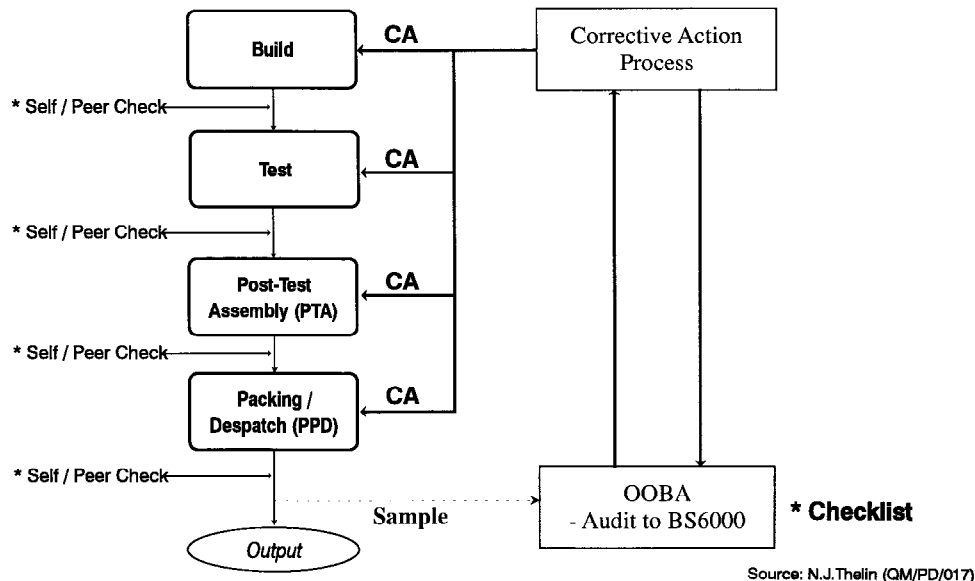 Build
CA
Corrective Action
Process
* Self / Peer Check
Test
CA
* Self / Peer Check
Post-Test
Assembly (PTA)
CA
* Self / Peer Check
Packing /
Despatch (PPD)
CA
* Self / Peer Check
Sample
OOBA
- Audit to BS6000
* Checklist
Output
Source: N.J.Thelin (QM/PD/017)